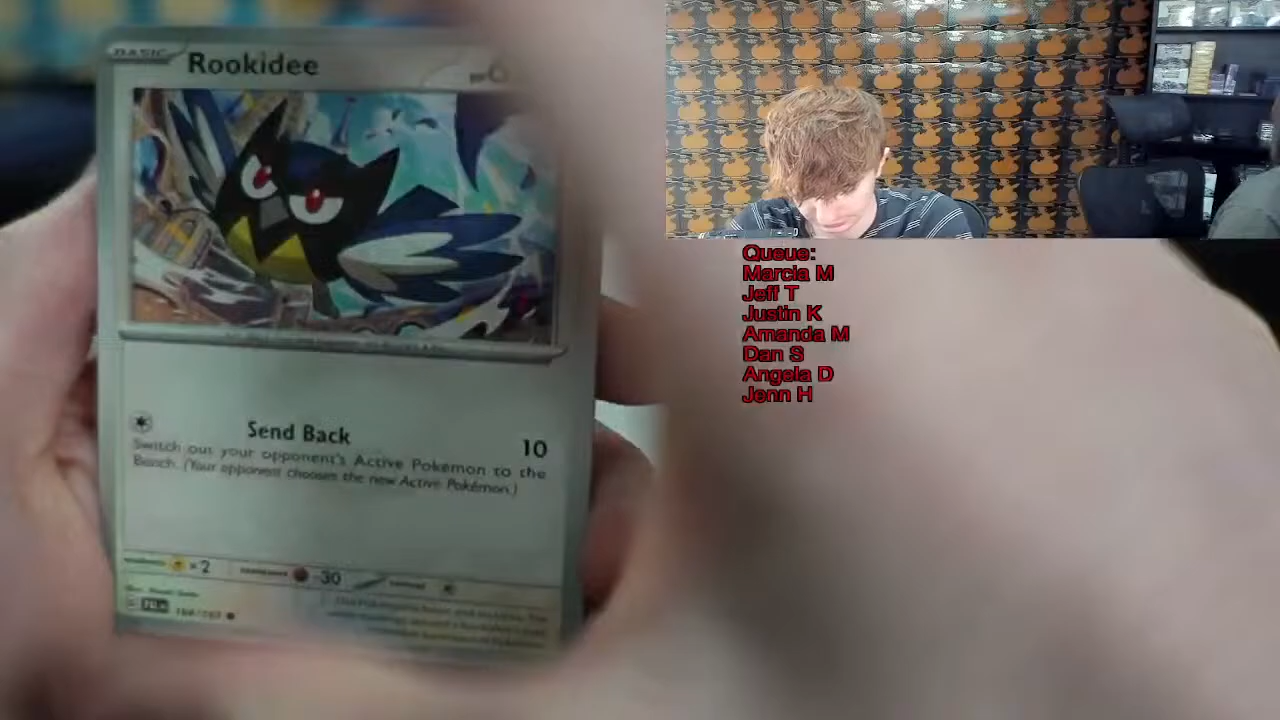 BASIC
Rookidee
Send Back 10
Switch out your opponent's Active Pokémon to the
Bench. (Your opponent chooses the new Active Pokémon.)
×2 -30
Queue:
Marcia M
Jeff T
Justin K
Amanda M
Dan S
Angela D
Jenn H